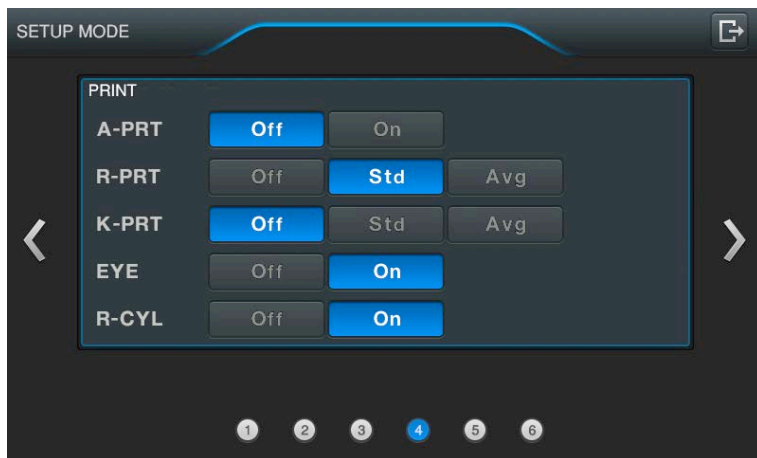 SETUP MODE
PRINT
A-PRT Off On
R-PRT Off Std Avg
K-PRT Off Std Avg
EYE Off On
R-CYL Off On
1 2 3 4 5 6